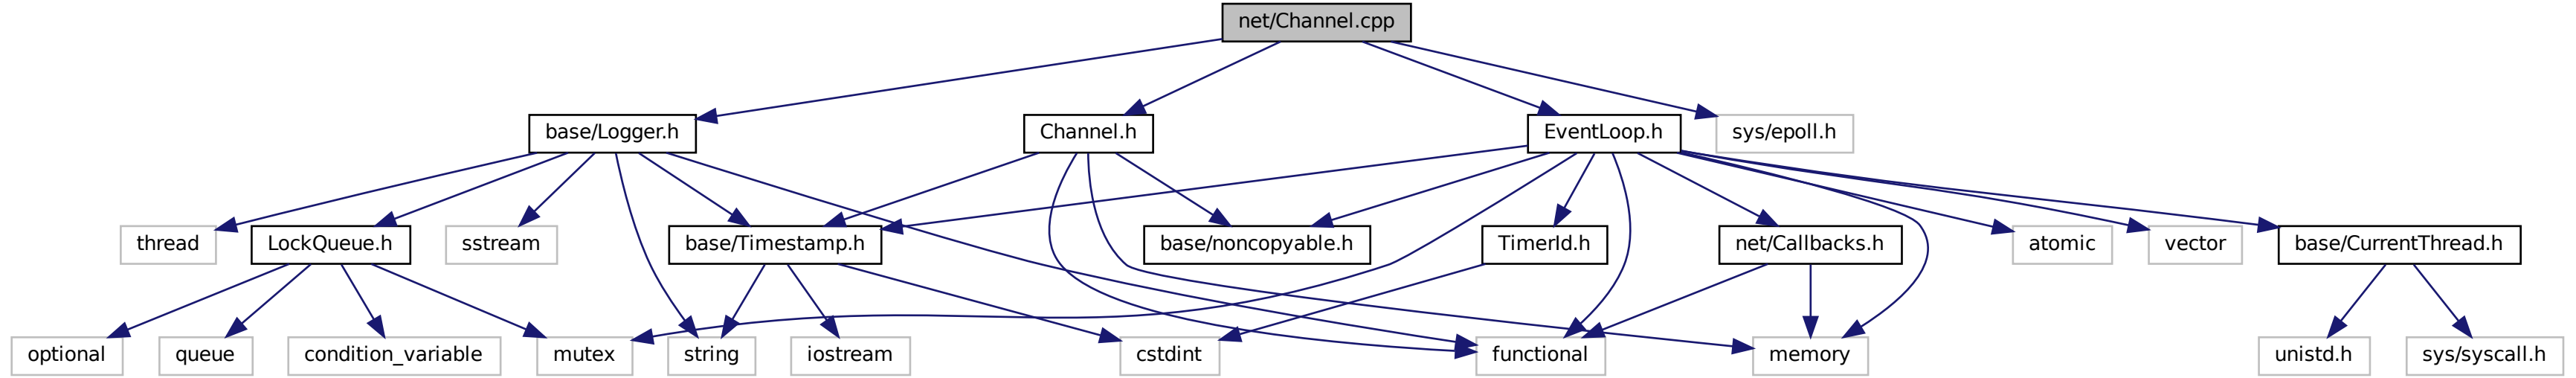 net/Channel.cpp
base/Logger.h
Channel.h
EventLoop.h
sys/epoll.h
thread
LockQueue.h
sstream
base/Timestamp.h
base/noncopyable.h
TimerId.h
net/Callbacks.h
atomic
vector
base/CurrentThread.h
optional
queue
condition_variable
mutex
string
iostream
cstdint
functional
memory
unistd.h
sys/syscall.h